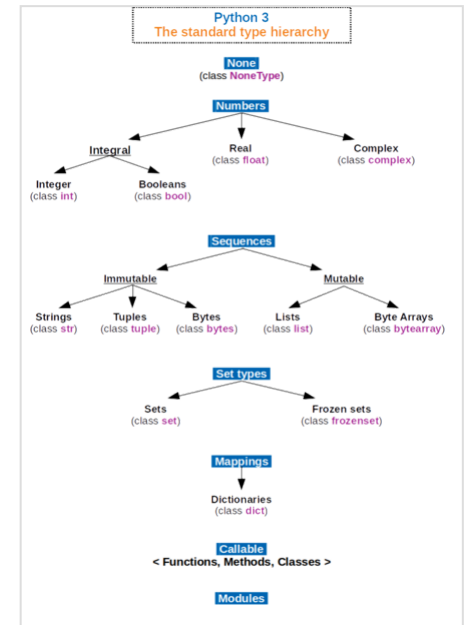 Python 3
The standard type hierarchy
None
(class NoneType)
Numbers
Integral
Real
(class float)
Complex
(class complex)
Integer
(class int)
Booleans
(class bool)
Sequences
Immutable
Mutable
Strings
(class str)
Tuples
(class tuple)
Bytes
(class bytes)
Lists
(class list)
Byte Arrays
(class bytearray)
Set types
Sets
(class set)
Frozen sets
(class frozenset)
Mappings
Dictionaries
(class dict)
Callable
< Functions, Methods, Classes >
Modules